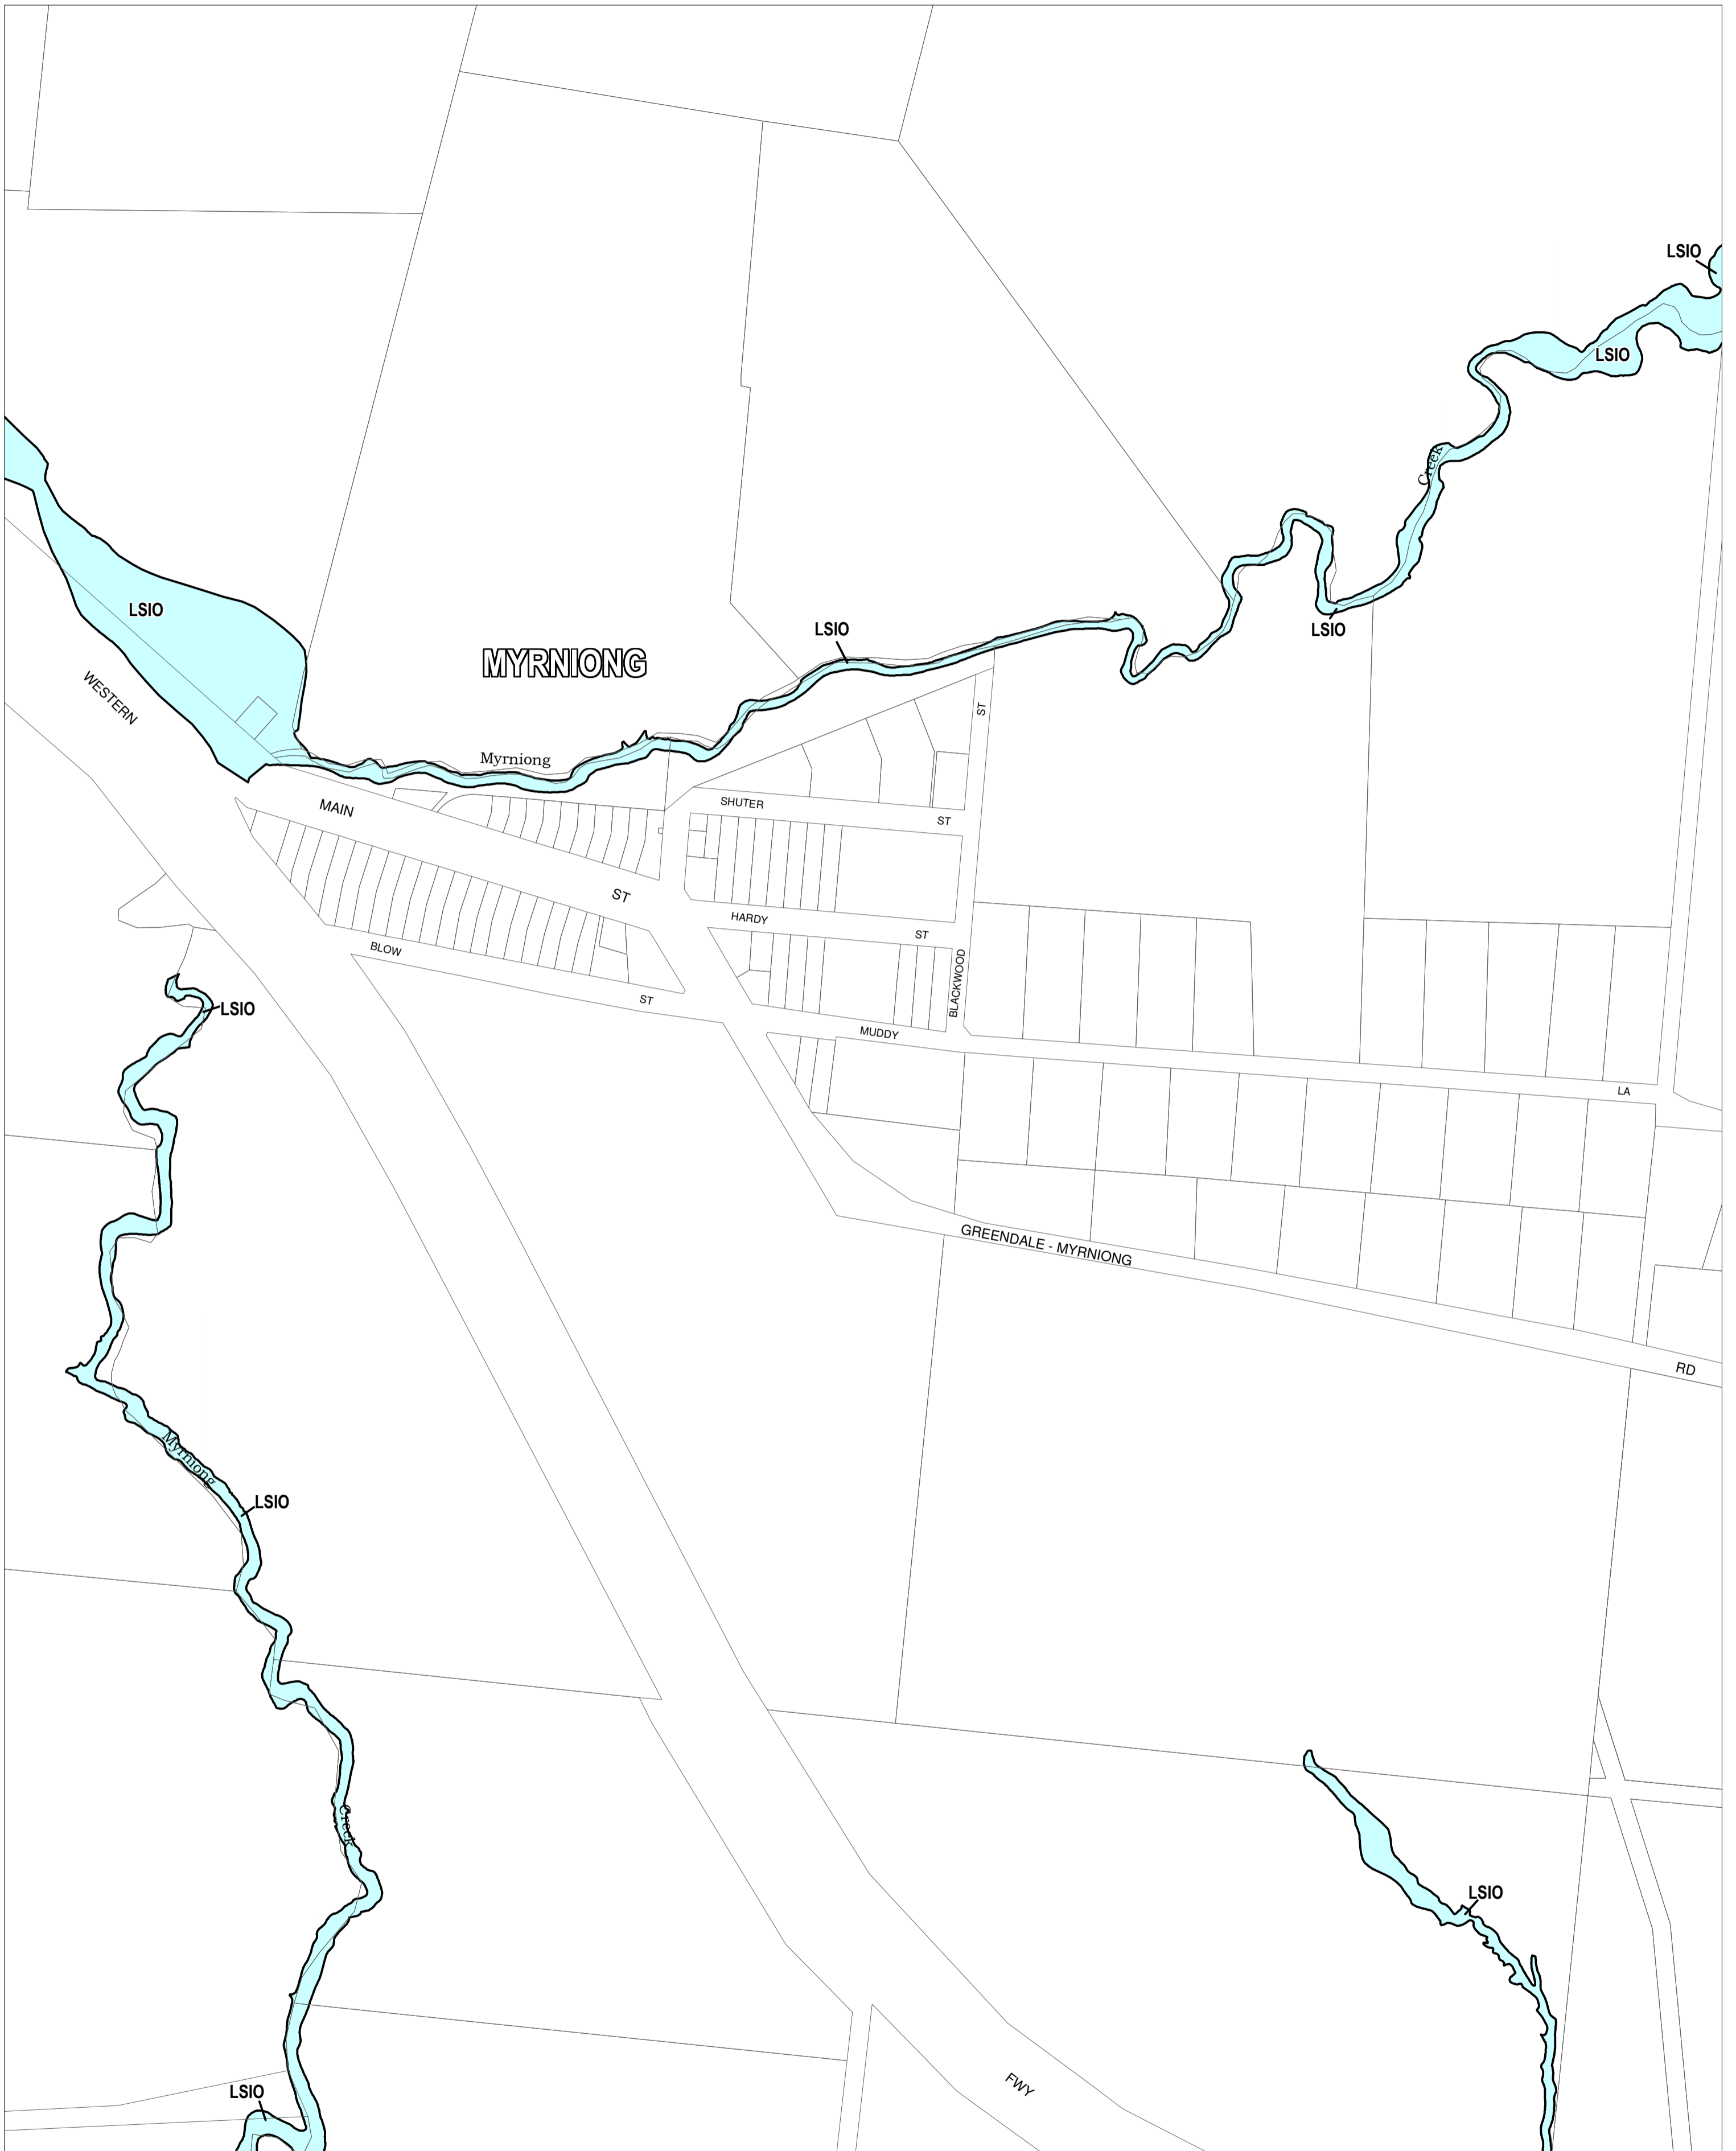 LSIO
LSIO
Creek
LSIO
LSIO
LSIO
MYRNIONG
WESTERN
ST
Myrniong
SHUTER
ST
MAIN
ST
HARDY
ST
BLOW
ST
BLACKWOOD
LSIO
MUDDY
LA
GREENDALE - MYRNIONG
RD
Myrniong
LSIO
Creek
LSIO
FWY
LSIO